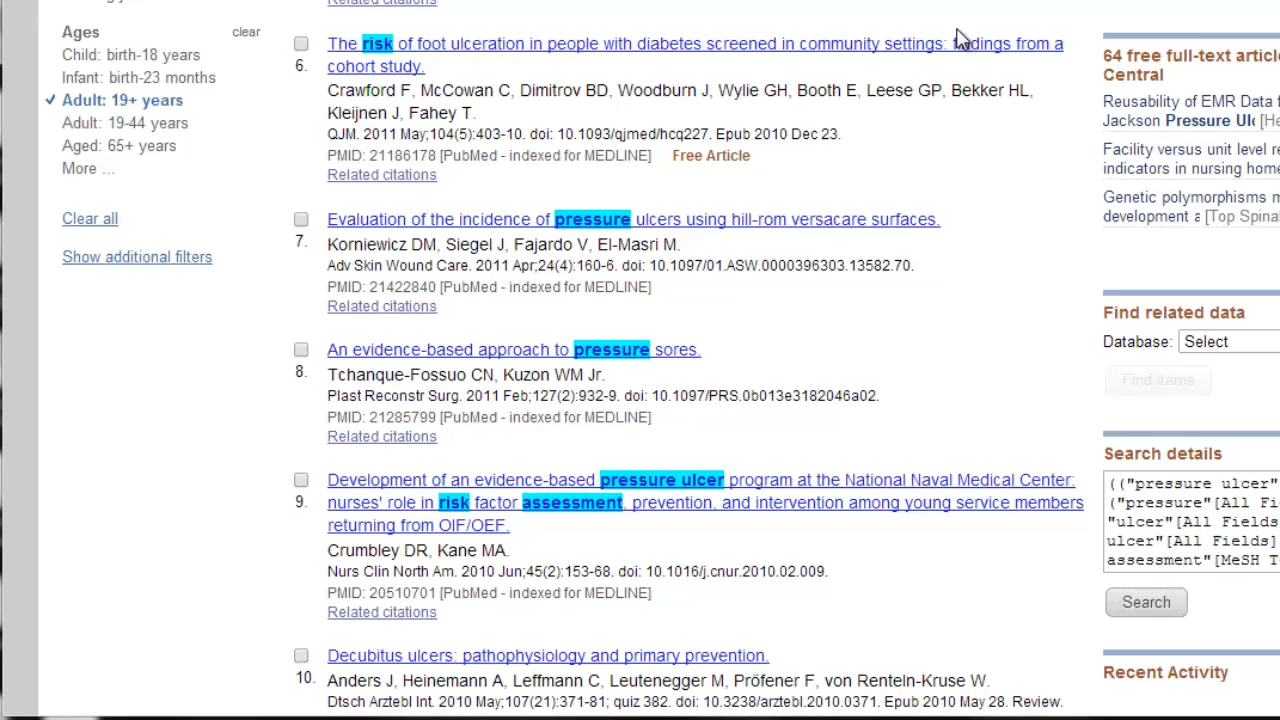 Related citations
Ages clear
Child: birth-18 years
Infant: birth-23 months
Adult: 19+ years
Adult: 19-44 years
Aged: 65+ years
More ...
Clear all
Show additional filters
The risk of foot ulceration in people with diabetes screened in community settings: findings from a
6. cohort study.
Crawford F, McCowan C, Dimitrov BD, Woodburn J, Wylie GH, Booth E, Leese GP, Bekker HL,
Kleijnen J, Fahey T.
QJM. 2011 May;104(5):403-10. doi: 10.1093/qjmed/hcq227. Epub 2010 Dec 23.
PMID: 21186178 [PubMed - indexed for MEDLINE] Free Article
Related citations
Evaluation of the incidence of pressure ulcers using hill-rom versacare surfaces.
7. Korniewicz DM, Siegel J, Fajardo V, El-Masri M.
Adv Skin Wound Care. 2011 Apr;24(4):160-6. doi: 10.1097/01.ASW.0000396303.13582.70.
PMID: 21422840 [PubMed - indexed for MEDLINE]
Related citations
An evidence-based approach to pressure sores.
8. Tchanque-Fossuo CN, Kuzon WM Jr.
Plast Reconstr Surg. 2011 Feb;127(2):932-9. doi: 10.1097/PRS.0b013e3182046a02.
PMID: 21285799 [PubMed - indexed for MEDLINE]
Related citations
Development of an evidence-based pressure ulcer program at the National Naval Medical Center:
9. nurses' role in risk factor assessment, prevention, and intervention among young service members
returning from OIF/OEF.
Crumbley DR, Kane MA.
Nurs Clin North Am. 2010 Jun;45(2):153-68. doi: 10.1016/j.cnur.2010.02.009.
PMID: 20510701 [PubMed - indexed for MEDLINE]
Related citations
Decubitus ulcers: pathophysiology and primary prevention.
10. Anders J, Heinemann A, Leffmann C, Leutenegger M, Pröfener F, von Renteln-Kruse W.
Dtsch Arztebl Int. 2010 May;107(21):371-81; quiz 382. doi: 10.3238/arztebl.2010.0371. Epub 2010 May 28. Review.
64 free full-text article
Central
Reusability of EMR Data f
Jackson Pressure Ulc [He
Facility versus unit level re
indicators in nursing home
Genetic polymorphisms m
development a [Top Spinal
Find related data
Database: Select
Find items
Search details
(("pressure ulcer"
("pressure"[All Fi
"ulcer"[All Fields
ulcer"[All Fields]
assessment"[MeSH T
Search
Recent Activity